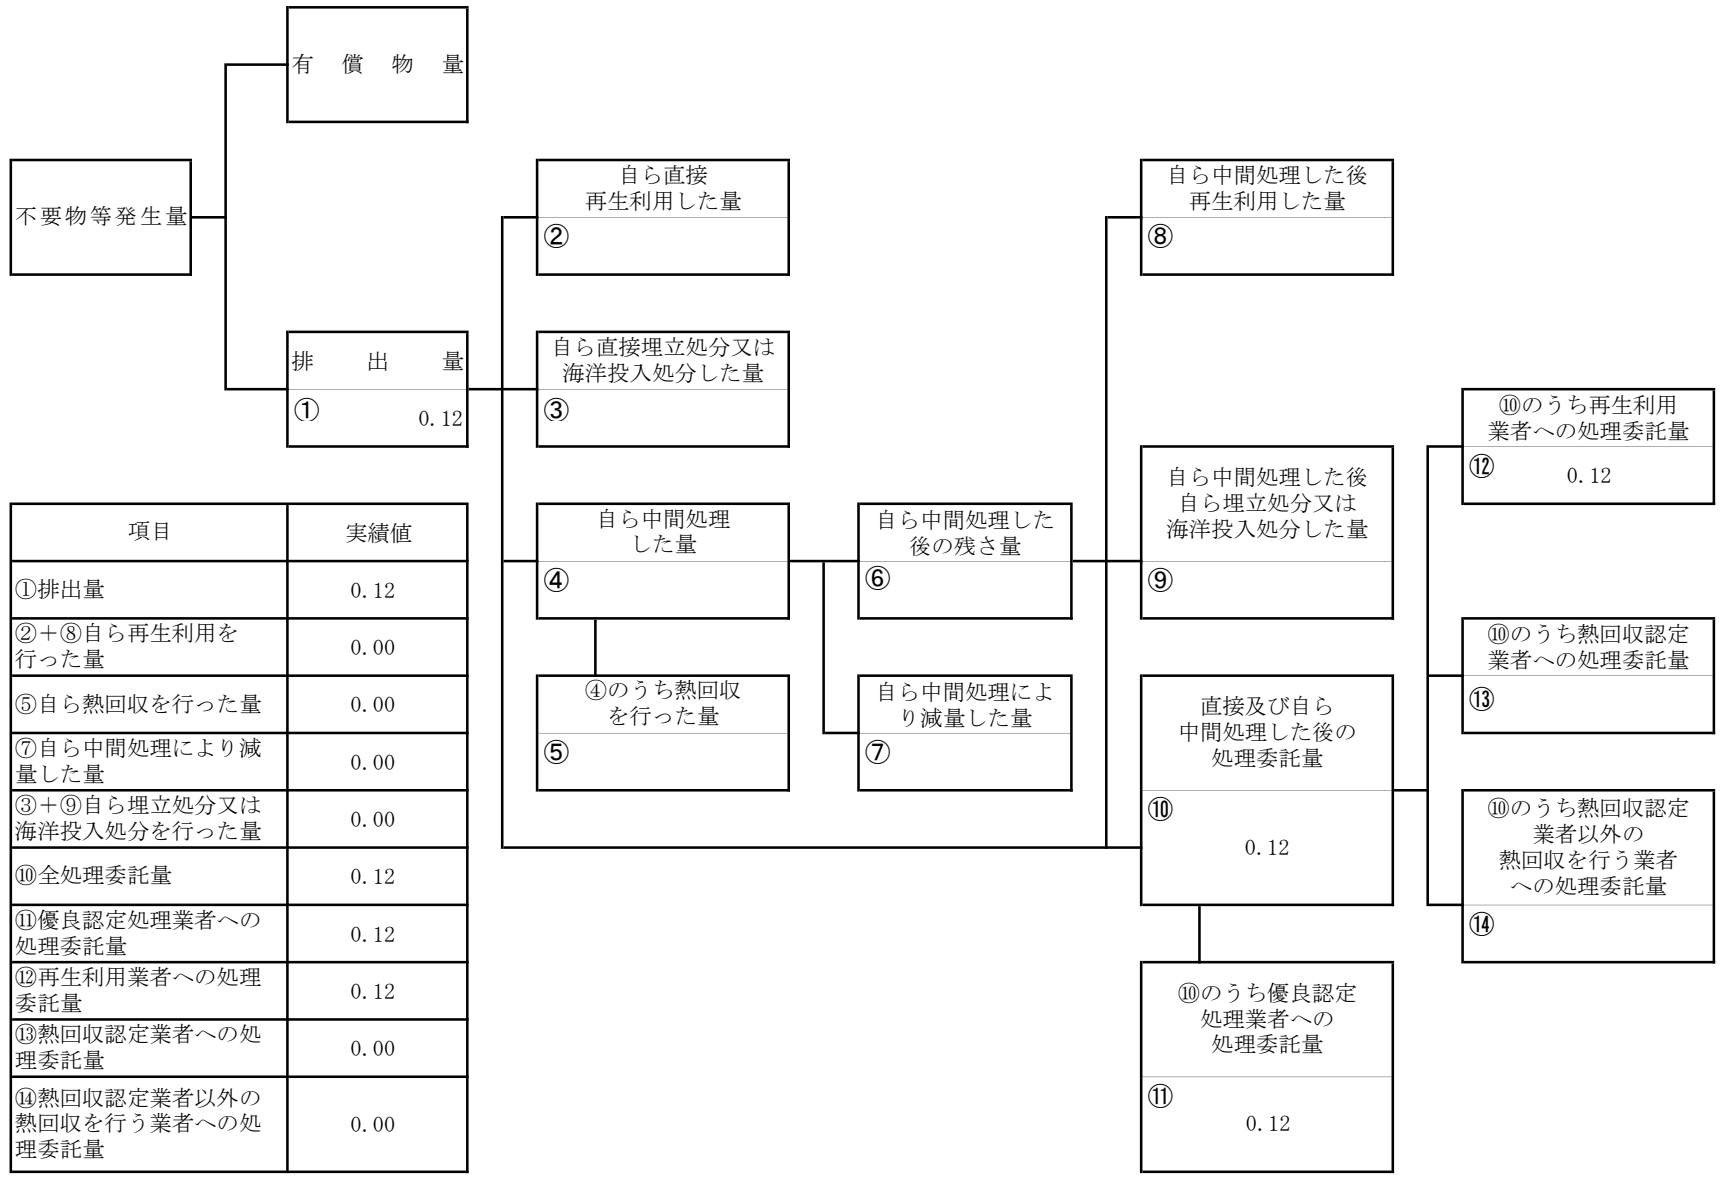 有償物量
不要物等発生量
排出量
①
0.12
自ら直接
再生利用した量
②
自ら直接埋立処分又は
海洋投入処分した量
③
自ら中間処理
した量
④
④のうち熱回収
を行った量
⑤
自ら中間処理した
後の残さ量
⑥
自ら中間処理によ
り減量した量
⑦
自ら中間処理した後
再生利用した量
⑧
自ら中間処理した後
自ら埋立処分又は
海洋投入処分した量
⑨
直接及び自ら
中間処理した後の
処理委託量
⑩
0.12
⑩のうち優良認定
処理業者への
処理委託量
⑪
0.12
⑩のうち再生利用
業者への処理委託量
⑫
0.12
⑩のうち熱回収認定
業者への処理委託量
⑬
⑩のうち熱回収認定
業者以外の
熱回収を行う業者
への処理委託量
⑭
項目 実績値
①排出量 0.12
②＋⑧自ら再生利用を
行った量
0.00
⑤自ら熱回収を行った量 0.00
⑦自ら中間処理により減
量した量
0.00
③＋⑨自ら埋立処分又は
海洋投入処分を行った量
0.00
⑩全処理委託量 0.12
⑪優良認定処理業者への
処理委託量
0.12
⑫再生利用業者への処理
委託量
0.12
⑬熱回収認定業者への処
理委託量
0.00
⑭熱回収認定業者以外の
熱回収を行う業者への処
理委託量
0.00